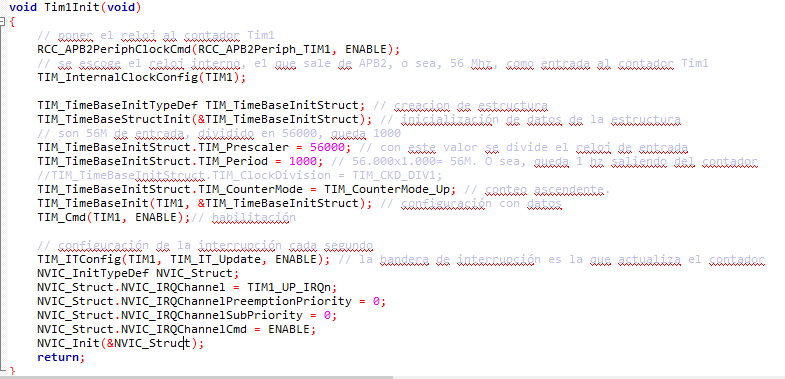 void Tim1Init(void)
{
// poner el reloj al contador Tim1
RCC_APB2PeriphClockCmd(RCC_APB2Periph_TIM1, ENABLE);
// se escoge el reloj interno, el que sale de APB2, o sea, 56 Mhz, como entrada al contador Tim1
TIM_InternalClockConfig(TIM1);
TIM_TimeBaseInitTypeDef TIM_TimeBaseInitStruct; // creacion de estructura
TIM_TimeBaseStructInit(&TIM_TimeBaseInitStruct); // inicialización de datos de la estructura
// son 56M de entrada, dividido en 56000, queda 1000
TIM_TimeBaseInitStruct.TIM_Prescaler = 56000; // con este valor se divide el reloj de entrada
TIM_TimeBaseInitStruct.TIM_Period = 1000; // 56.000x1.000= 56M. O sea, queda 1 hz saliendo del contador
//TIM_TimeBaseInitStruct.TIM_ClockDivision = TIM_CKD_DIV1;
TIM_TimeBaseInitStruct.TIM_CounterMode = TIM_CounterMode_Up; // conteo ascendente.
TIM_TimeBaseInit(TIM1, &TIM_TimeBaseInitStruct); // configuración con datos
TIM_Cmd(TIM1, ENABLE);// habilitación
// configuración de la interrupción cada segundo
TIM_ITConfig(TIM1, TIM_IT_Update, ENABLE); // la bandera de interrupción es la que actualiza el contador
NVIC_InitTypeDef NVIC_Struct;
NVIC_Struct.NVIC_IRQChannel = TIM1_UP_IRQn;
NVIC_Struct.NVIC_IRQChannelPreemptionPriority = 0;
NVIC_Struct.NVIC_IRQChannelSubPriority = 0;
NVIC_Struct.NVIC_IRQChannelCmd = ENABLE;
NVIC_Init(&NVIC_Struct);
return;
}